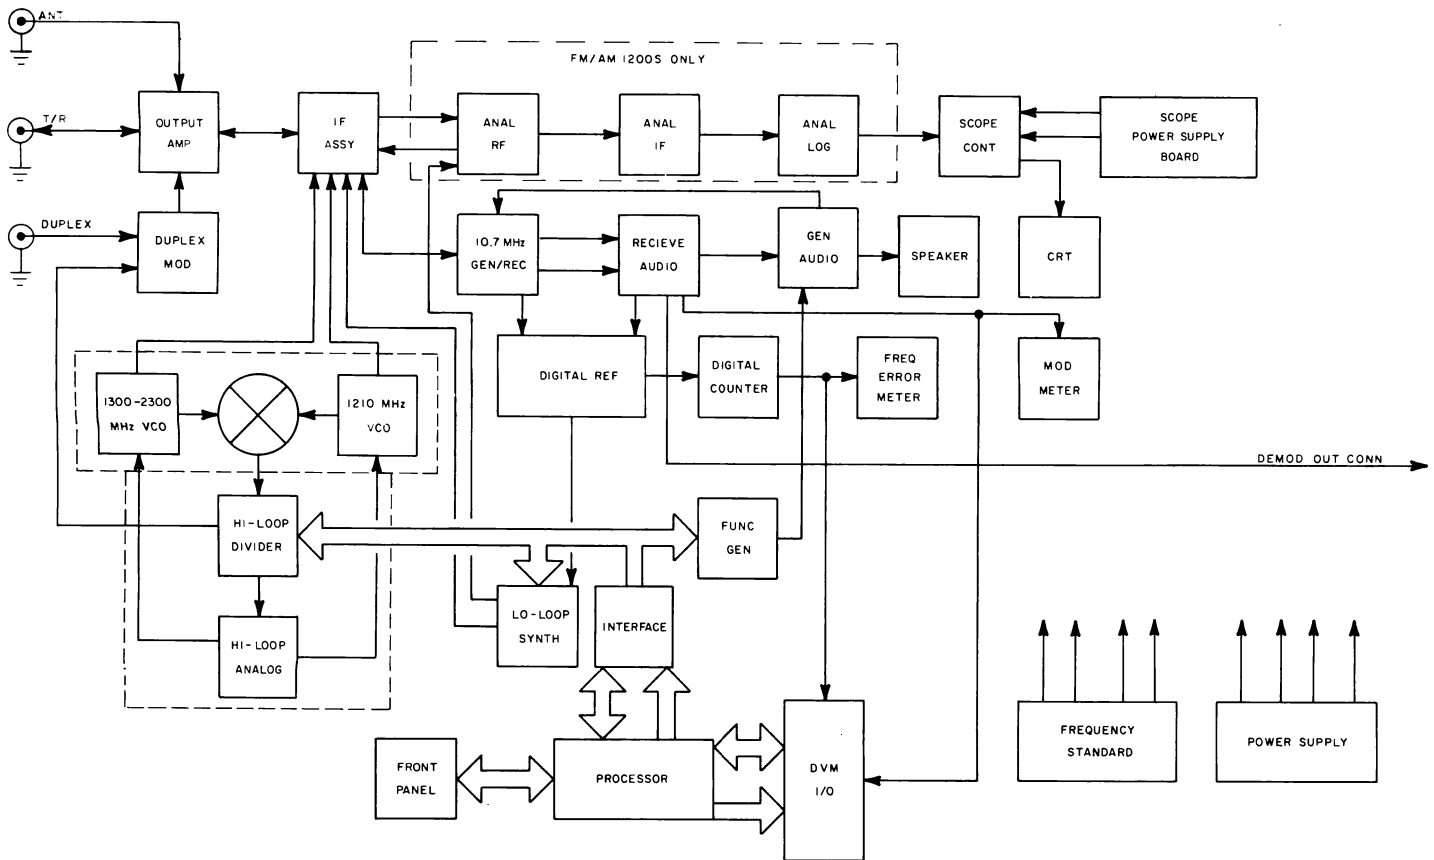 ANT
FM/AM 1200S ONLY
T/R
OUTPUT
AMP
IF
ASSY
ANAL
RF
ANAL
IF
ANAL
LOG
SCOPE
CONT
SCOPE
POWER SUPPLY
BOARD
DUPLEX
DUPLEX
MOD
10.7 MHz
GEN/REC
RECIEVE
AUDIO
GEN
AUDIO
SPEAKER
CRT
1300-2300
MHz VCO
1210 MHz
VCO
DIGITAL REF
DIGITAL
COUNTER
FREQ
ERROR
METER
MOD
METER
DEMOD OUT CONN
HI-LOOP
DIVIDER
FUNC
GEN
HI-LOOP
ANALOG
LO-LOOP
SYNTH
INTERFACE
FRONT
PANEL
PROCESSOR
DVM
I/O
FREQUENCY
STANDARD
POWER SUPPLY